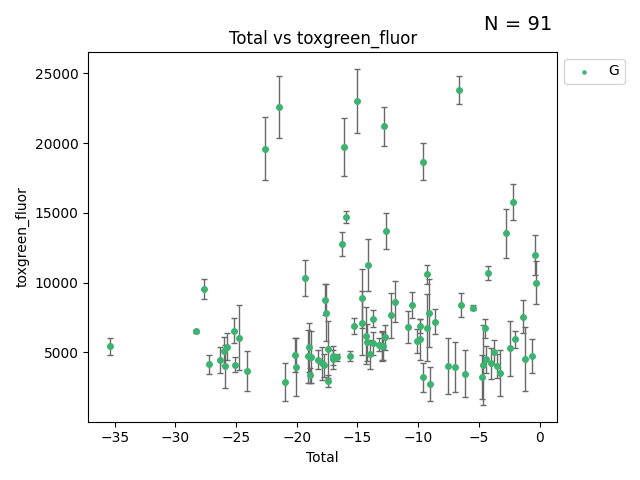 N = 91
Total vs toxgreen_fluor
G
25000
20000
15000
10000
5000
toxgreen_fluor
−35 −30 −25 −20 −15 −10 −5 0
Total